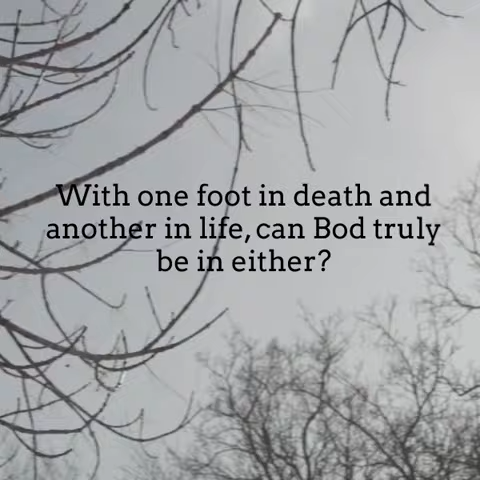 With one foot in death and
another in life, can Bod truly
be in either?